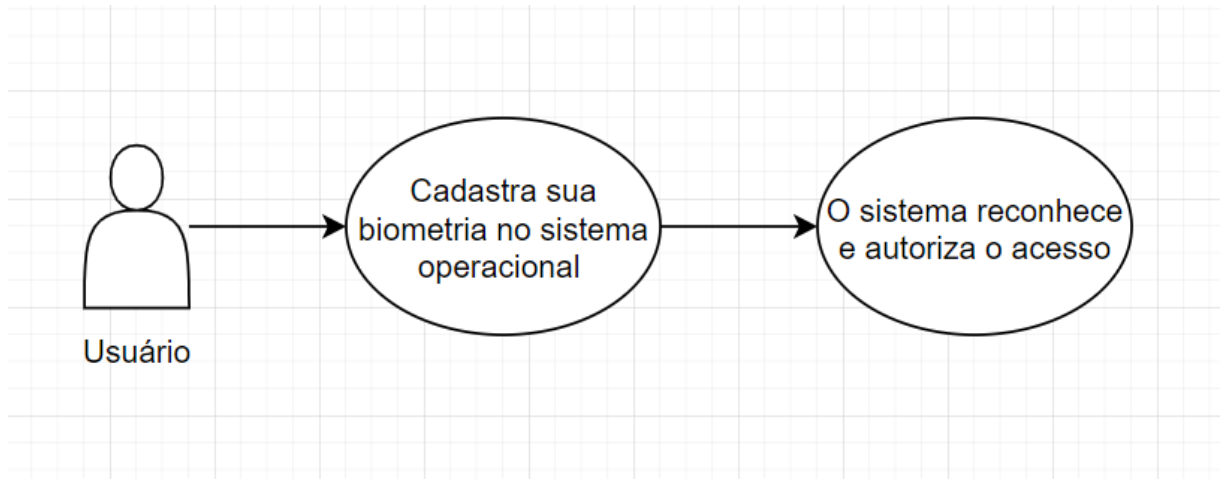 Cadastra sua
biometria no sistema
operacional
O sistema reconhece
e autoriza o acesso
Usuário